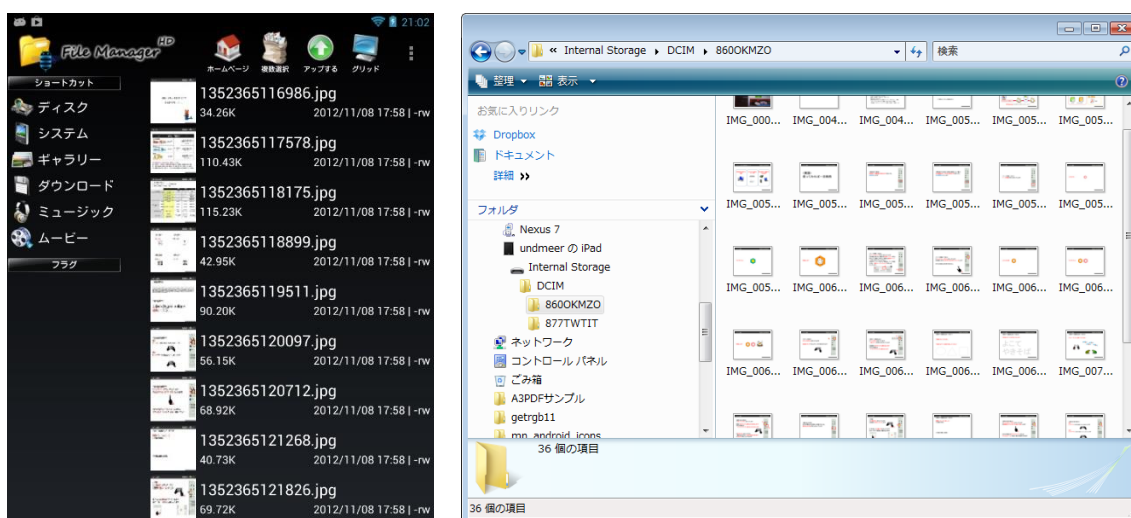 21:02
File Manager HD
ホームページ 複数選択 アップする グリッド
ショートカット
ディスク
システム
ギャラリー
ダウンロード
ミュージック
ムービー
フラグ
1352365116986.jpg
34.26K 2012/11/08 17:58 | -rw
1352365117578.jpg
110.43K 2012/11/08 17:58 | -rw
1352365118175.jpg
115.23K 2012/11/08 17:58 | -rw
1352365118899.jpg
42.95K 2012/11/08 17:58 | -rw
1352365119511.jpg
90.20K 2012/11/08 17:58 | -rw
1352365120097.jpg
56.15K 2012/11/08 17:58 | -rw
1352365120712.jpg
68.92K 2012/11/08 17:58 | -rw
1352365121268.jpg
40.73K 2012/11/08 17:58 | -rw
1352365121826.jpg
69.72K 2012/11/08 17:58 | -rw
« Internal Storage DCIM 860OKMZO 検索
整理 表示
お気に入りリンク
Dropbox
ドキュメント
詳細 »
フォルダ
Nexus 7
undmeer の iPad
Internal Storage
DCIM
860OKMZO
877TWTIT
ネットワーク
コントロール パネル
ごみ箱
A3PDFサンプル
getrgb11
mn_android_icons
IMG_000... IMG_004... IMG_004... IMG_005... IMG_005... IMG_005...
IMG_005... IMG_005... IMG_005... IMG_005... IMG_005... IMG_005...
IMG_005... IMG_006... IMG_006... IMG_006... IMG_006... IMG_006...
IMG_006... IMG_006... IMG_006... IMG_006... IMG_006... IMG_007...
36 個の項目
36 個の項目